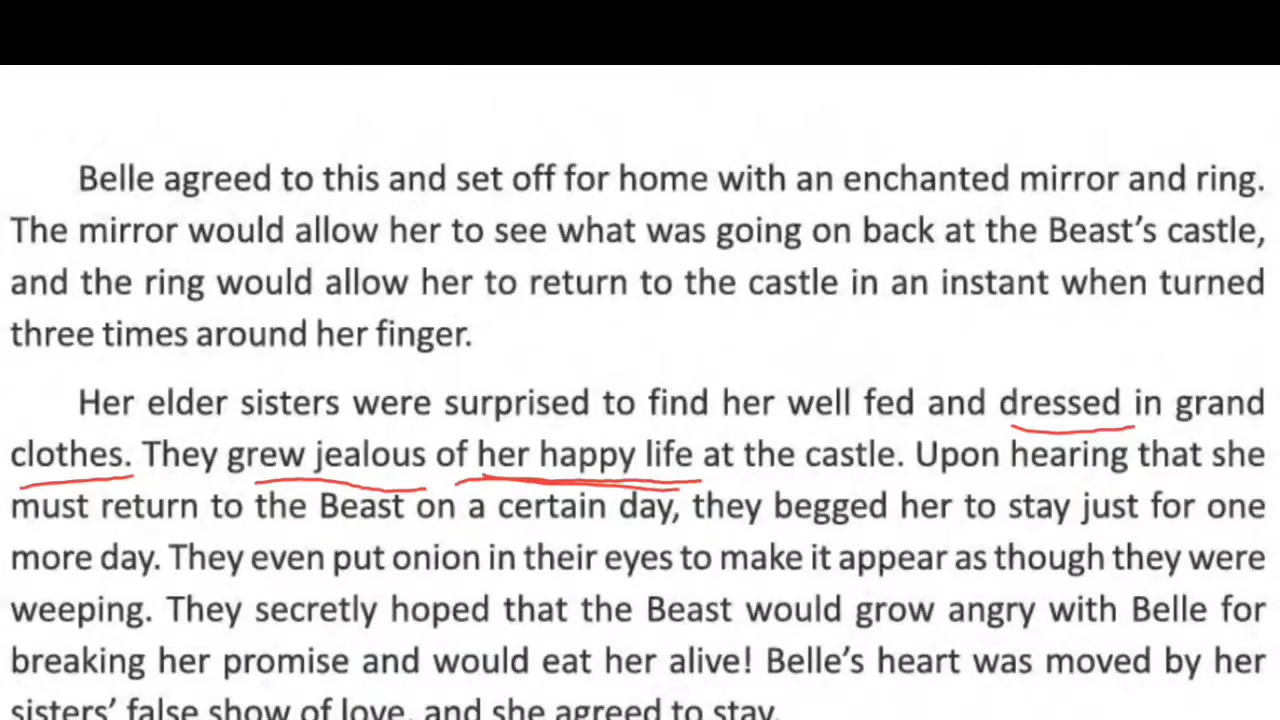 Belle agreed to this and set off for home with an enchanted mirror and ring.
The mirror would allow her to see what was going on back at the Beast's castle,
and the ring would allow her to return to the castle in an instant when turned
three times around her finger.
Her elder sisters were surprised to find her well fed and dressed in grand
clothes. They grew jealous of her happy life at the castle. Upon hearing that she
must return to the Beast on a certain day, they begged her to stay just for one
more day. They even put onion in their eyes to make it appear as though they were
weeping. They secretly hoped that the Beast would grow angry with Belle for
breaking her promise and would eat her alive! Belle's heart was moved by her
sisters' false show of love, and she agreed to stay.